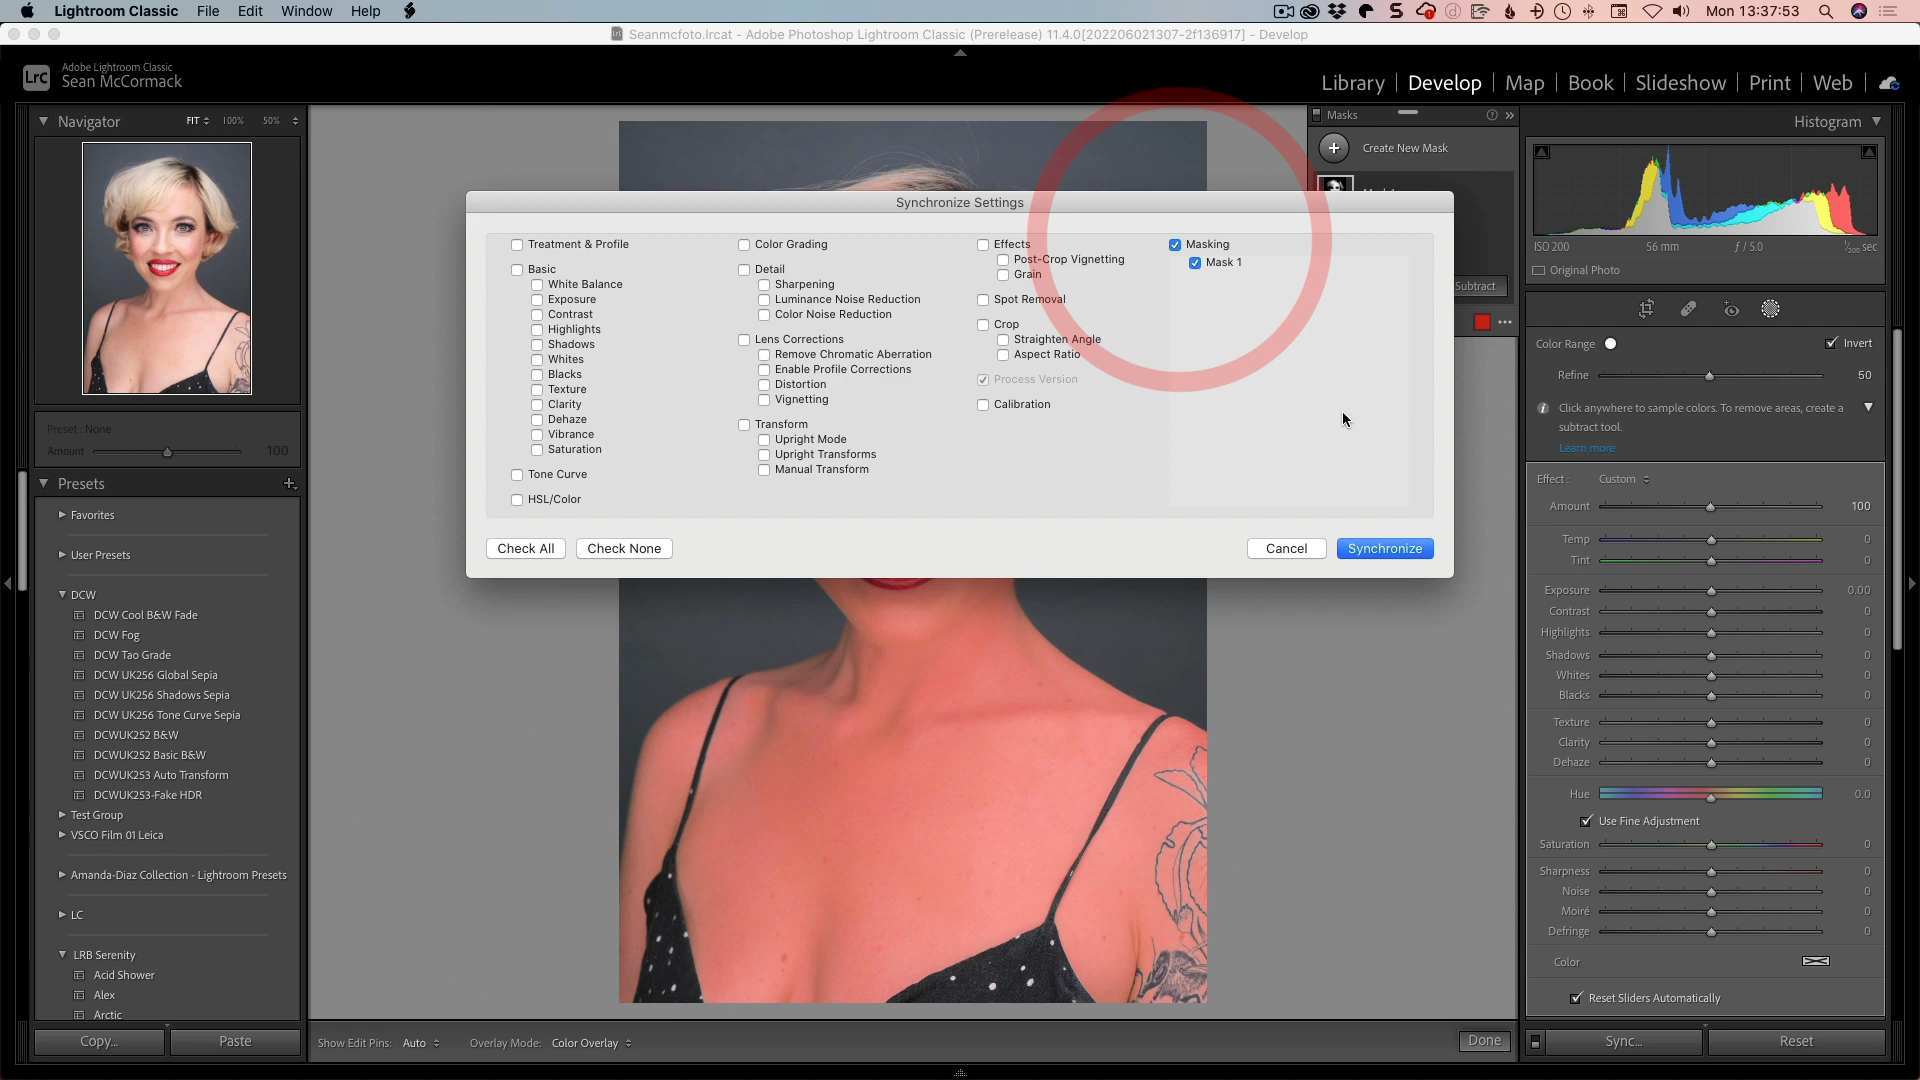 Lightroom Classic File Edit Window Help
Mon 13:37:53
Seanmcfoto.lrcat - Adobe Photoshop Lightroom Classic (Prerelease) 11.4.0[202206021307-2f136917] - Develop
LrC
Adobe Lightroom Classic
Sean McCormack
Library | Develop | Map | Book | Slideshow | Print | Web
Navigator FIT 100% 50%
Preset : None
Amount 100
Presets
Favorites
User Presets
DCW
DCW Cool B&W Fade
DCW Fog
DCW Tao Grade
DCW UK256 Global Sepia
DCW UK256 Shadows Sepia
DCW UK256 Tone Curve Sepia
DCWUK252 B&W
DCWUK252 Basic B&W
DCWUK253 Auto Transform
DCWUK253-Fake HDR
Test Group
VSCO Film 01 Leica
Amanda-Diaz Collection - Lightroom Presets
LC
LRB Serenity
Acid Shower
Alex
Arctic
Copy...
Paste
Synchronize Settings
Treatment & Profile
Basic
White Balance
Exposure
Contrast
Highlights
Shadows
Whites
Blacks
Texture
Clarity
Dehaze
Vibrance
Saturation
Tone Curve
HSL/Color
Color Grading
Detail
Sharpening
Luminance Noise Reduction
Color Noise Reduction
Lens Corrections
Remove Chromatic Aberration
Enable Profile Corrections
Distortion
Vignetting
Transform
Upright Mode
Upright Transforms
Manual Transform
Effects
Post-Crop Vignetting
Grain
Spot Removal
Crop
Straighten Angle
Aspect Ratio
Process Version
Calibration
Masking
Mask 1
Check All
Check None
Cancel
Synchronize
Show Edit Pins: Auto
Overlay Mode: Color Overlay
Done
Masks
Create New Mask
Subtract
Histogram
ISO 200 56 mm ƒ / 5.0 1/200 sec
Original Photo
Color Range
Invert
Refine 50
Click anywhere to sample colors. To remove areas, create a
subtract tool.
Learn more
Effect : Custom
Amount 100
Temp 0
Tint 0
Exposure 0.00
Contrast 0
Highlights 0
Shadows 0
Whites 0
Blacks 0
Texture 0
Clarity 0
Dehaze 0
Hue 0.0
Use Fine Adjustment
Saturation 0
Sharpness 0
Noise 0
Moiré 0
Defringe 0
Color
Reset Sliders Automatically
Sync...
Reset